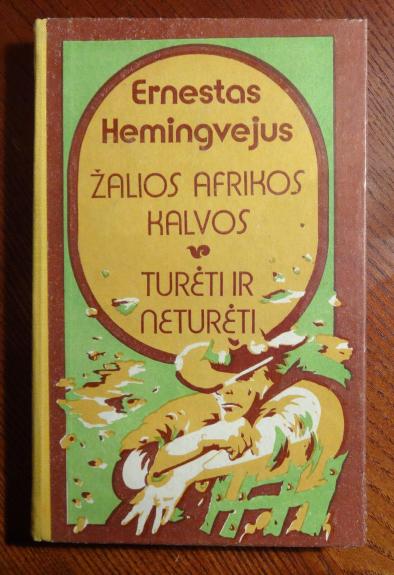 Ernestas
Hemingvejus
ŽALIOS AFRIKOS
KALVOS
TURĖTI IR
NETURĖTI